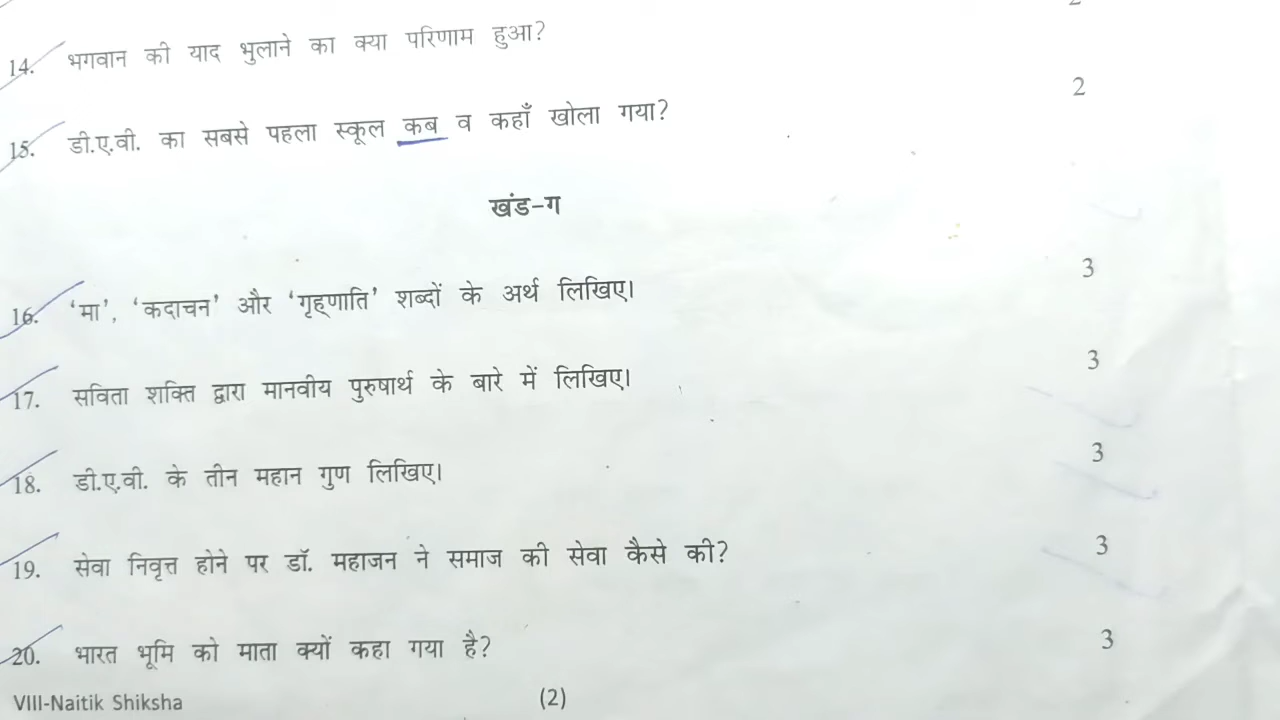 14. भगवान की याद भुलाने का क्या परिणाम हुआ?
2
15. डी.ए.वी. का सबसे पहला स्कूल कब व कहाँ खोला गया?
खंड-ग
3
16. 'मा', 'कदाचन' और 'गृह्णाति' शब्दों के अर्थ लिखिए।
3
17. सविता शक्ति द्वारा मानवीय पुरुषार्थ के बारे में लिखिए।
3
18. डी.ए.वी. के तीन महान गुण लिखिए।
3
19. सेवा निवृत्त होने पर डॉ. महाजन ने समाज की सेवा कैसे की?
3
20. भारत भूमि को माता क्यों कहा गया है?
VIII-Naitik Shiksha (2)